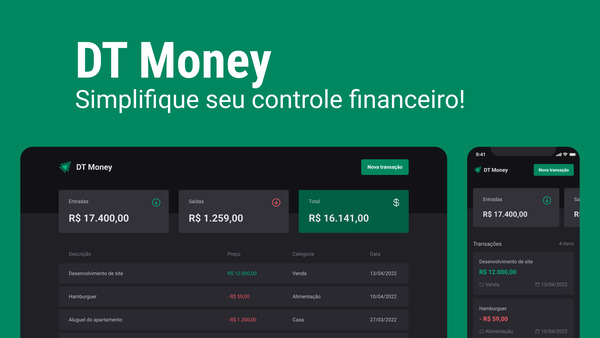 DT Money
Simplifique seu controle financeiro!
DT Money
Nova transação
Entradas
R$ 17.400,00
Saídas
R$ 1.259,00
Total
$
R$ 16.141,00
Descrição Preço Categoria Data
Desenvolvimento de site R$ 12.000,00 Venda 13/04/2022
Hamburguer - R$ 59,00 Alimentação 10/04/2022
Aluguel do apartamento - R$ 1.200,00 Casa 27/03/2022
9:41
DT Money
Nova transação
Entradas
R$ 17.400,00
Sa
R$
Transações 4 itens
Desenvolvimento de site
R$ 12.000,00
Venda 13/04/2022
Hamburguer
- R$ 59,00
Alimentação 10/04/2022